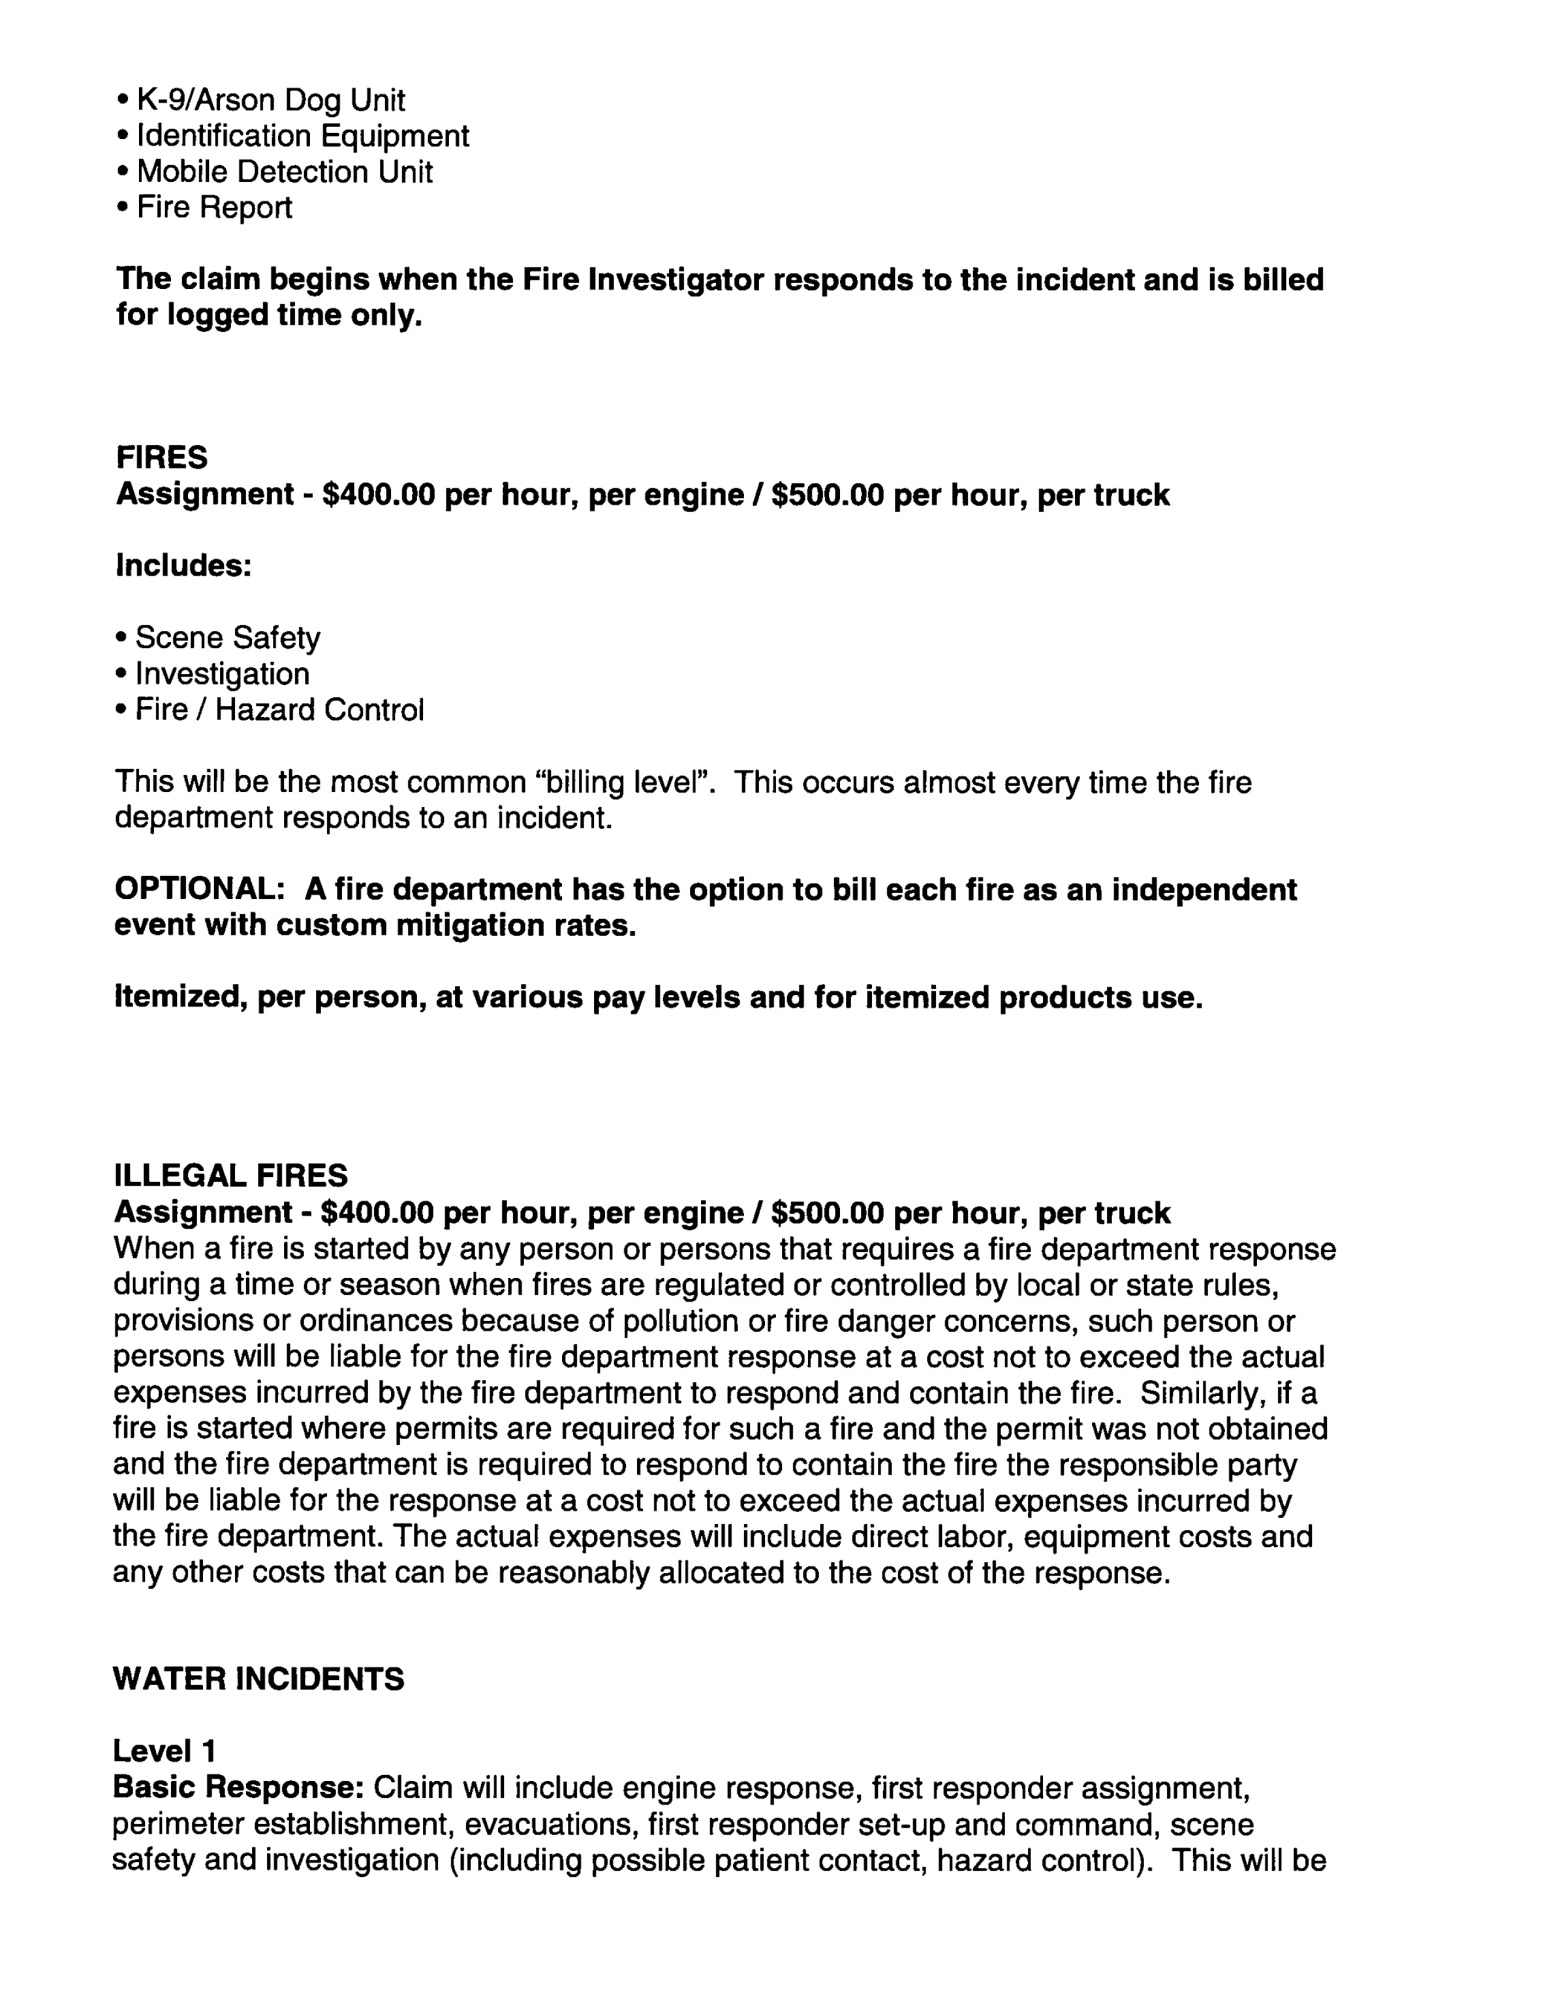 • K-9/Arson Dog Unit
• Identification Equipment
• Mobile Detection Unit
• Fire Report
The claim begins when the Fire Investigator responds to the incident and is billed
for logged time only.
FIRES
Assignment - $400.00 per hour, per engine / $500.00 per hour, per truck
Includes:
• Scene Safety
• Investigation
• Fire / Hazard Control
This will be the most common “billing level”.  This occurs almost every time the fire
department responds to an incident.
OPTIONAL:  A fire department has the option to bill each fire as an independent
event with custom mitigation rates.
Itemized, per person, at various pay levels and for itemized products use.
ILLEGAL FIRES
Assignment - $400.00 per hour, per engine / $500.00 per hour, per truck
When a fire is started by any person or persons that requires a fire department response
during a time or season when fires are regulated or controlled by local or state rules,
provisions or ordinances because of pollution or fire danger concerns, such person or
persons will be liable for the fire department response at a cost not to exceed the actual
expenses incurred by the fire department to respond and contain the fire.  Similarly, if a
fire is started where permits are required for such a fire and the permit was not obtained
and the fire department is required to respond to contain the fire the responsible party
will be liable for the response at a cost not to exceed the actual expenses incurred by
the fire department. The actual expenses will include direct labor, equipment costs and
any other costs that can be reasonably allocated to the cost of the response.
WATER INCIDENTS
Level 1
Basic Response: Claim will include engine response, first responder assignment,
perimeter establishment, evacuations, first responder set-up and command, scene
safety and investigation (including possible patient contact, hazard control).  This will be